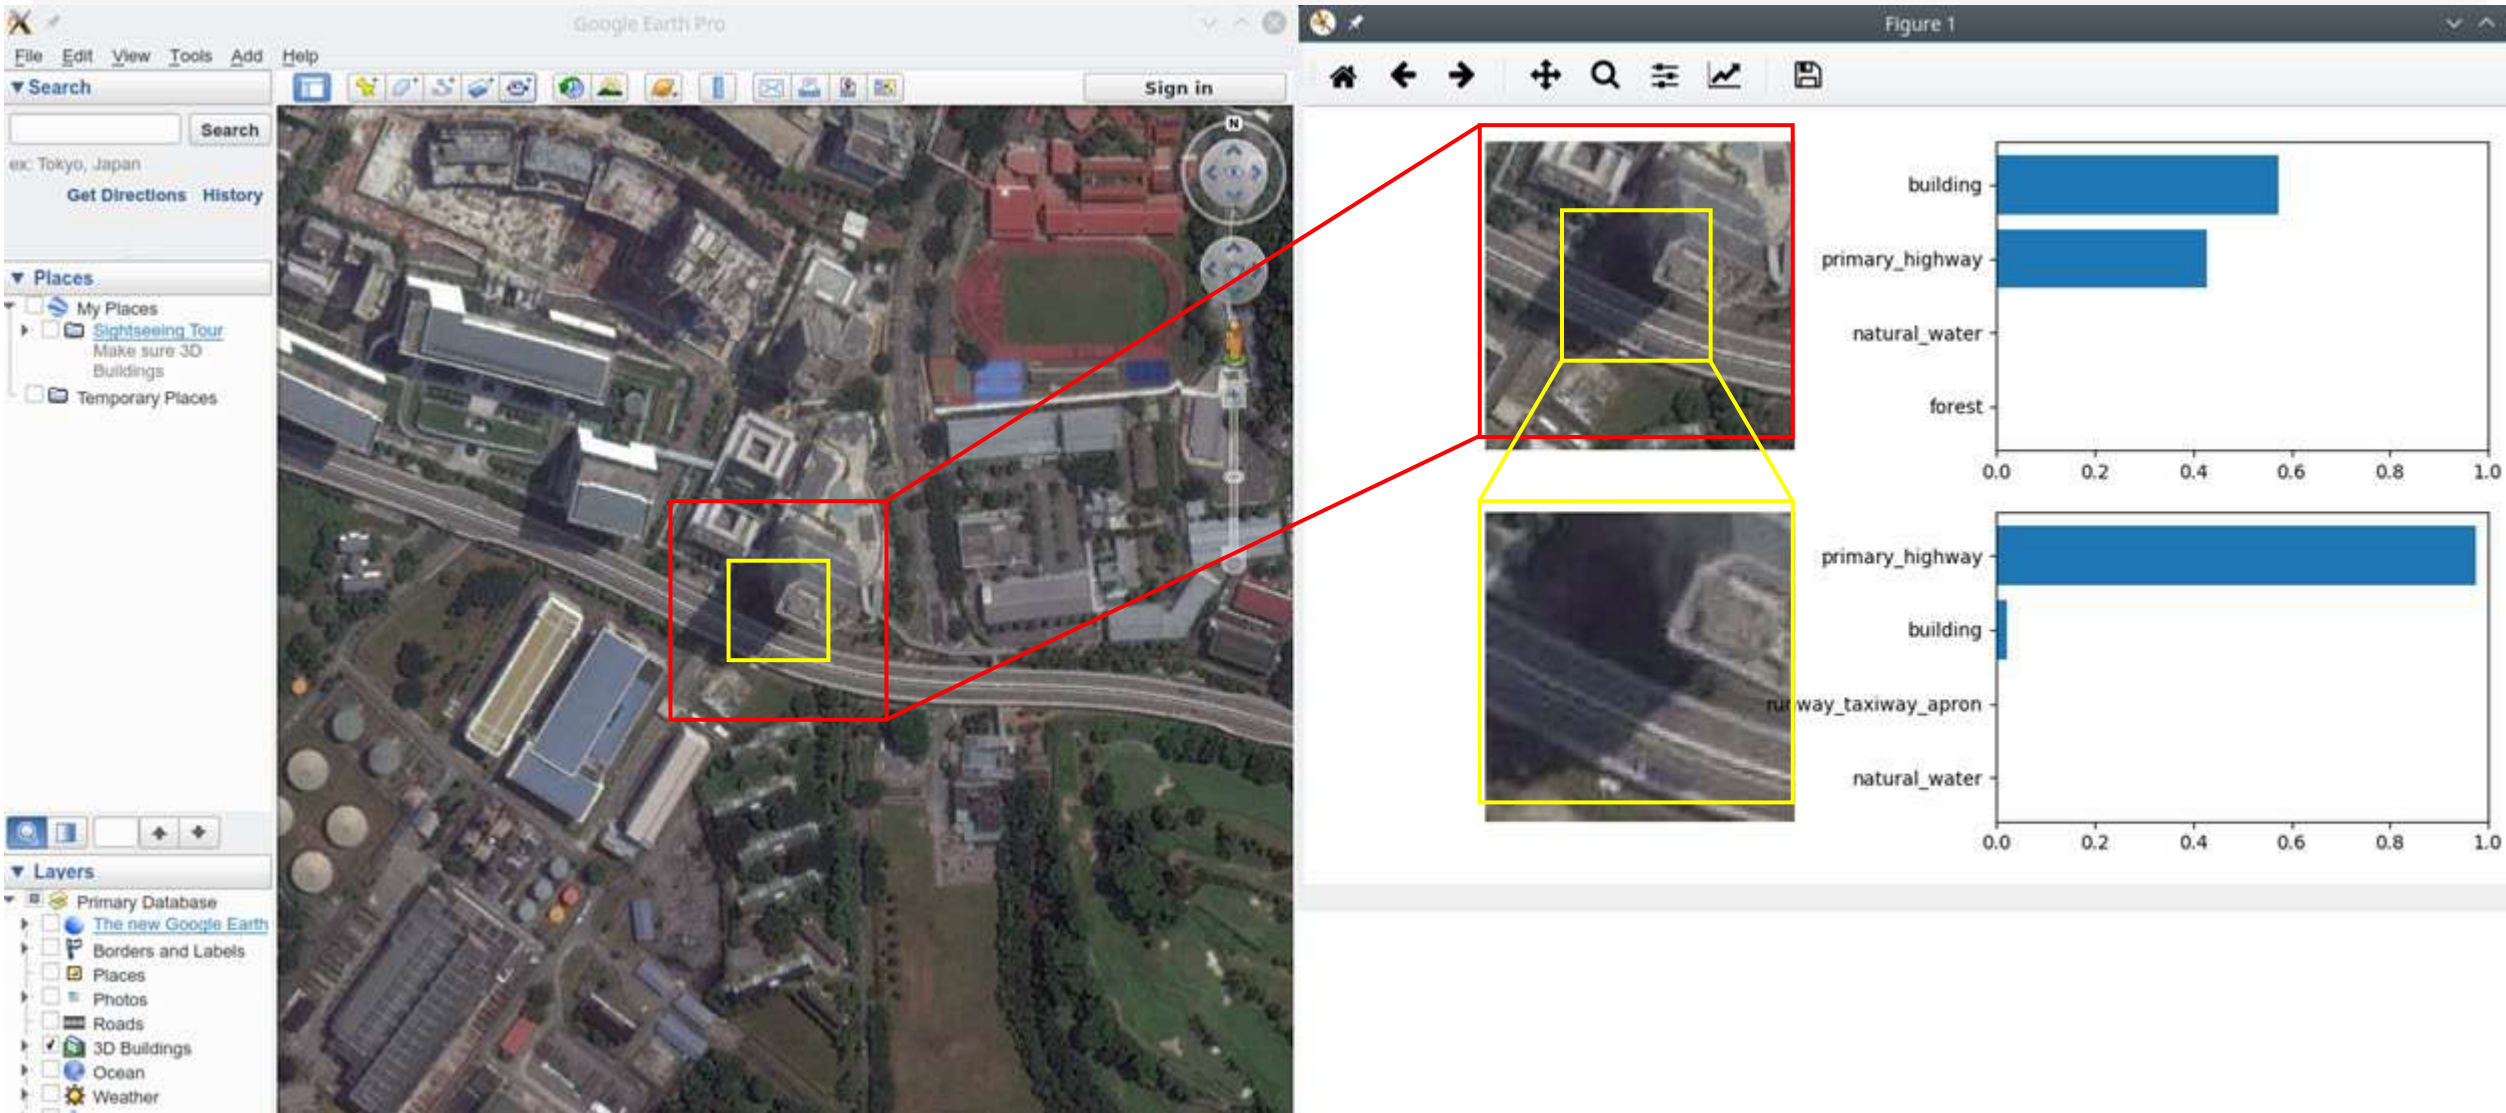 Google Earth Pro
File Edit View Tools Add Help
Search
Search
ex: Tokyo, Japan
Get Directions History
Places
My Places
Sightseeing Tour
Make sure 3D
Buildings
Temporary Places
Layers
Primary Database
The new Google Earth
Borders and Labels
Places
Photos
Roads
3D Buildings
Ocean
Weather
Sign in
N
Figure 1
building
primary_highway
natural_water
forest
0.0 0.2 0.4 0.6 0.8 1.0
primary_highway
building
runway_taxiway_apron
natural_water
0.0 0.2 0.4 0.6 0.8 1.0